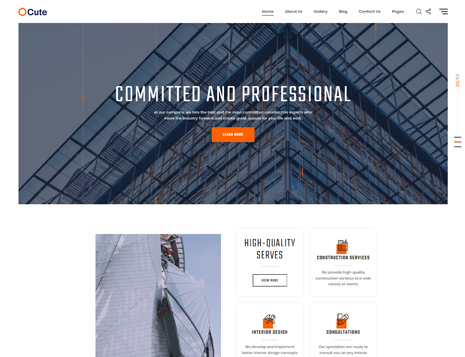 Cute
Home About Us Gallery Blog Contact Us Pages
COMMITTED AND PROFESSIONAL
At our company, we hire the best and the most committed construction experts who
move the industry forward and create great spaces for your life and work.
LEARN MORE
01/03
HIGH-QUALITY
SERVES
VIEW MORE
CONSTRUCTION SERVICES
We provide high-quality
construction services to a wide
variety of clients
INTERIOR DESIGN
We develop and implement
better interior design concepts
CONSULTATIONS
Our specialists are ready to
consult you on any interior